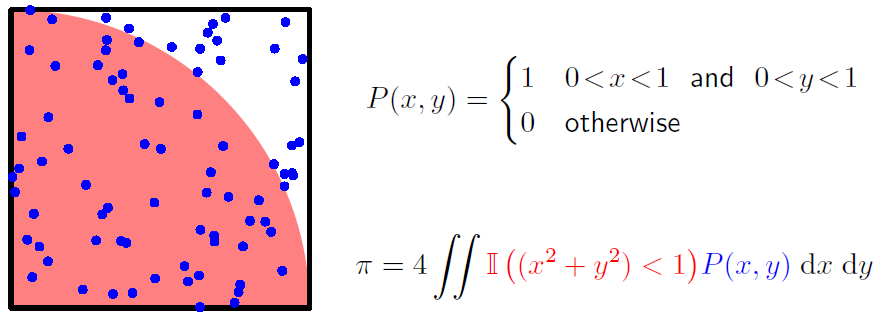 P(x, y) = { 1 0<x<1 and 0<y<1
0 otherwise
π = 4 ∬ 𝕀((x² + y²) < 1)P(x, y) dx dy